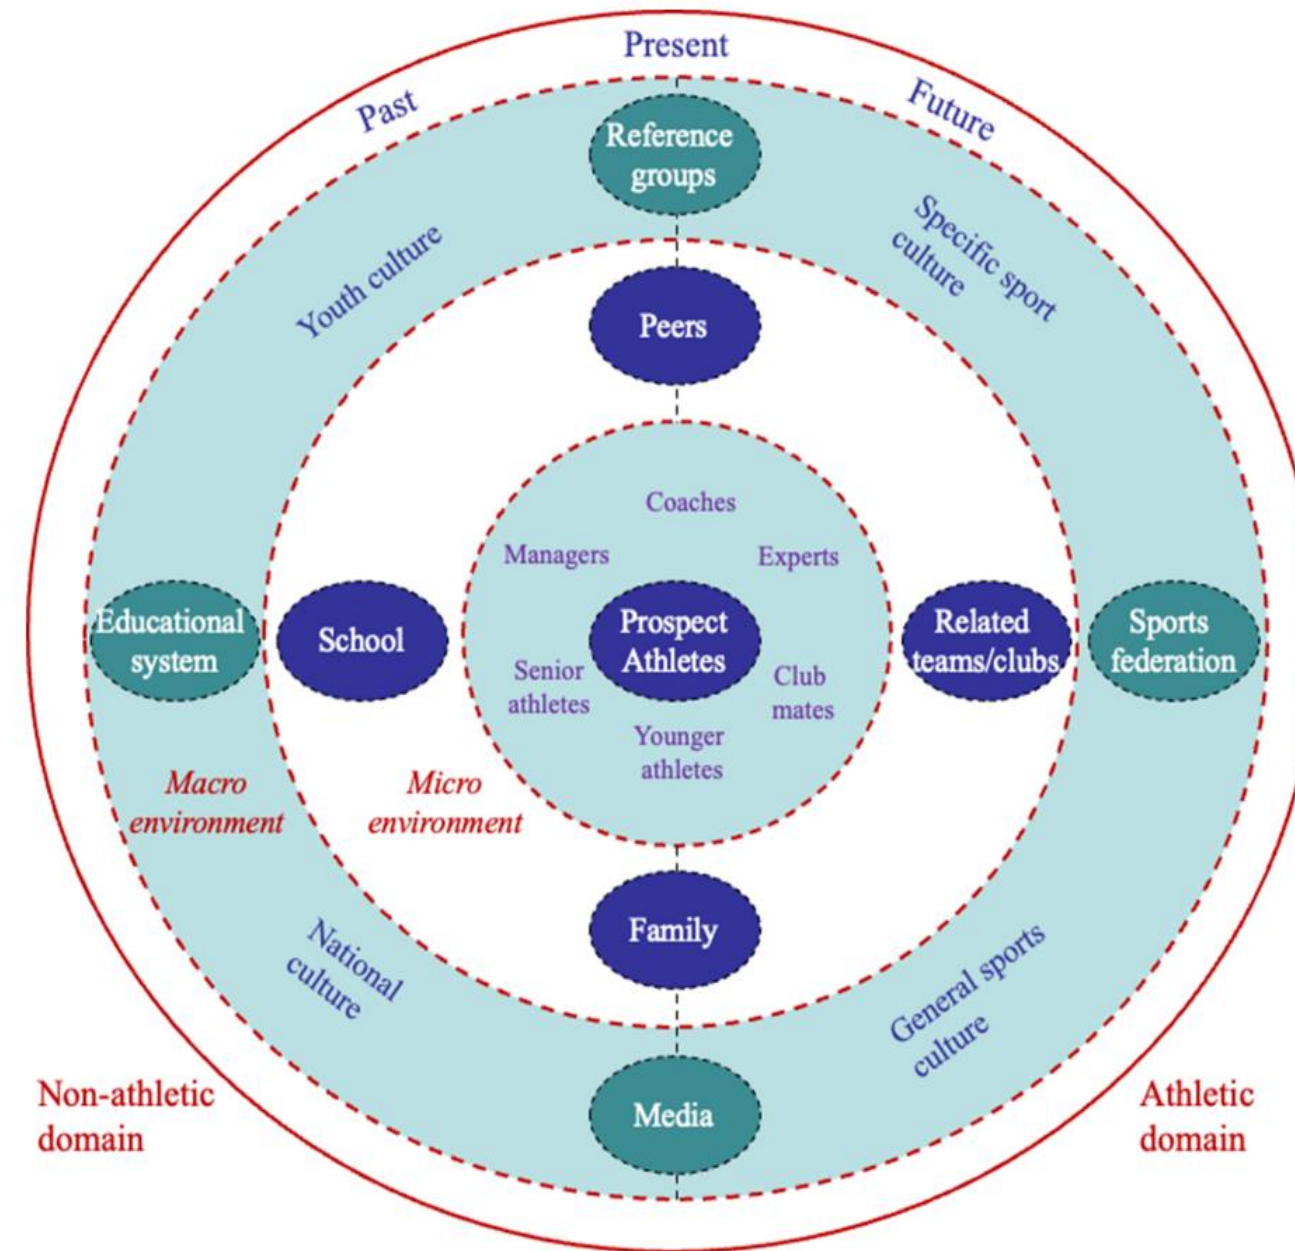 Present
Past
Future
Reference
groups
Youth culture
Specific sport
culture
Peers
Coaches
Managers
Experts
Educational
system
School
Prospect
Athletes
Related
teams/clubs
Sports
federation
Senior
athletes
Club
mates
Younger
athletes
Macro
environment
Micro
environment
Family
National
culture
General sports
culture
Media
Non-athletic
domain
Athletic
domain